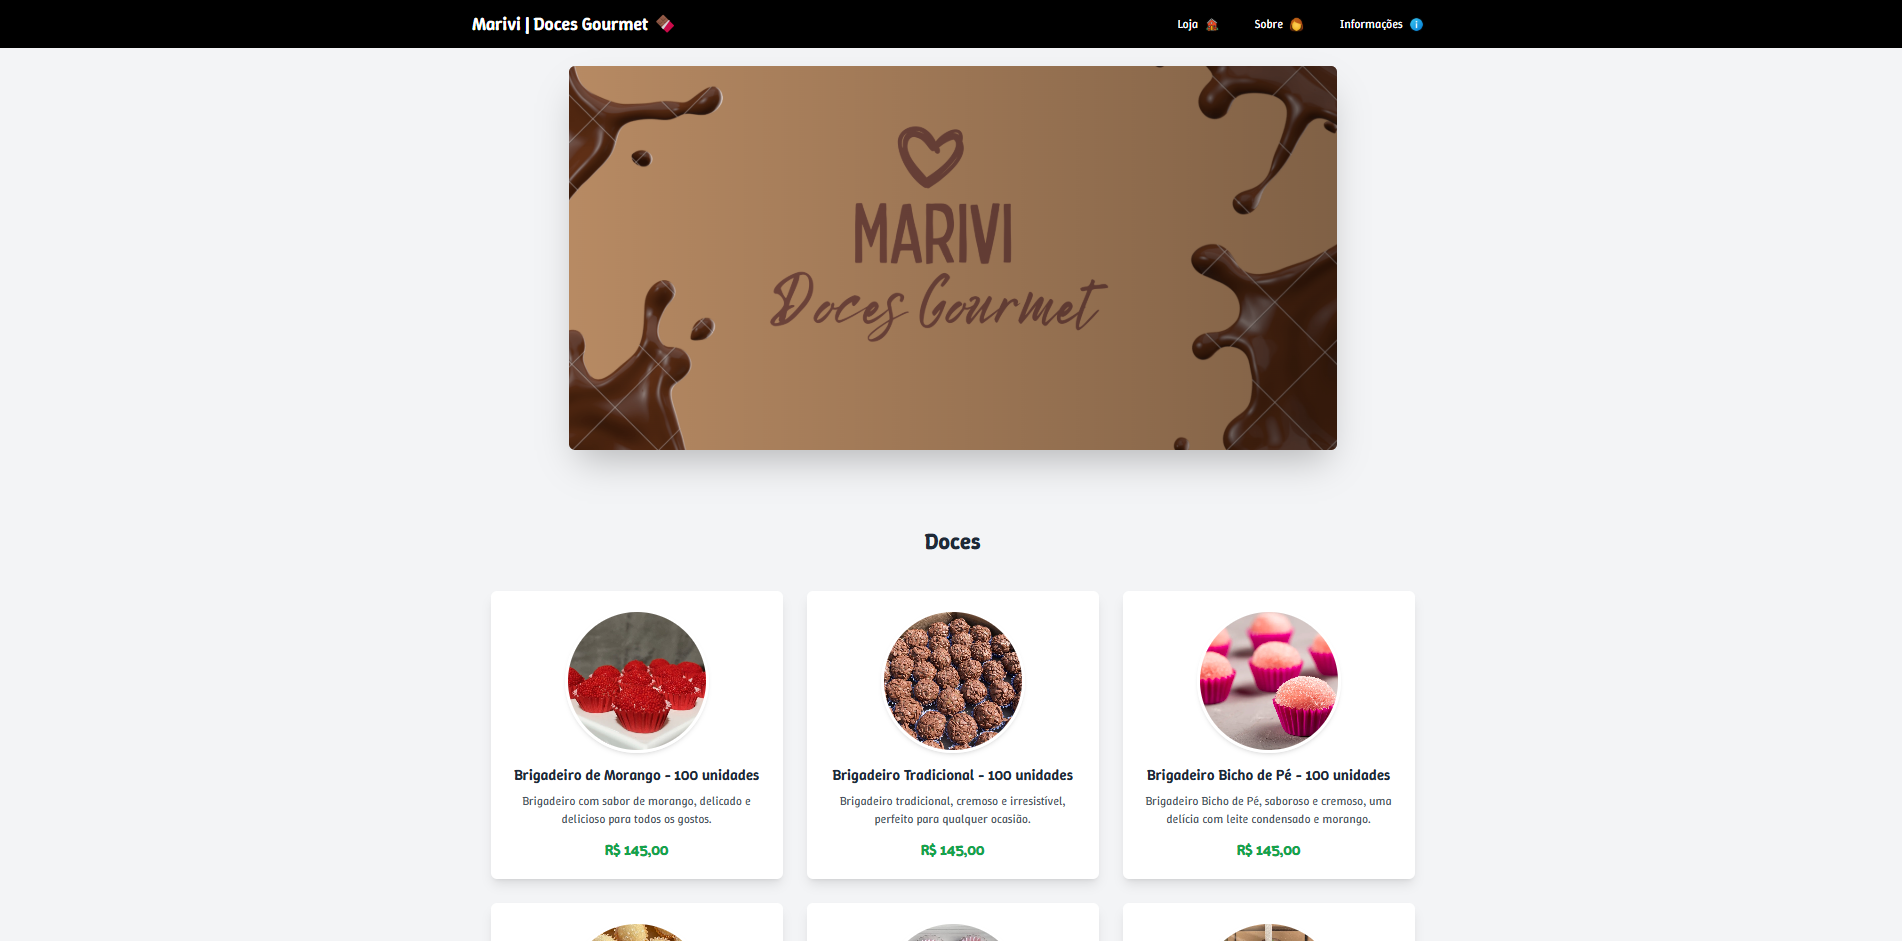 Marivi | Doces Gourmet
Loja
Sobre
Informações
MARIVI
Doces Gourmet
Doces
Brigadeiro de Morango - 100 unidades
Brigadeiro com sabor de morango, delicado e
delicioso para todos os gostos.
R$ 145,00
Brigadeiro Tradicional - 100 unidades
Brigadeiro tradicional, cremoso e irresistível,
perfeito para qualquer ocasião.
R$ 145,00
Brigadeiro Bicho de Pé - 100 unidades
Brigadeiro Bicho de Pé, saboroso e cremoso, uma
delícia com leite condensado e morango.
R$ 145,00